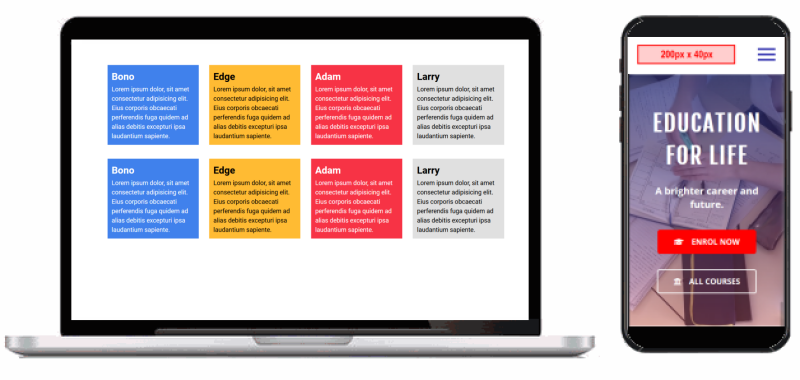 Bono
Lorem ipsum dolor, sit amet
consectetur adipisicing elit.
Eius corporis obcaecati
perferendis fuga quidem ad
alias debitis excepturi ipsa
laudantium sapiente.
Edge
Lorem ipsum dolor, sit amet
consectetur adipisicing elit.
Eius corporis obcaecati
perferendis fuga quidem ad
alias debitis excepturi ipsa
laudantium sapiente.
Adam
Lorem ipsum dolor, sit amet
consectetur adipisicing elit.
Eius corporis obcaecati
perferendis fuga quidem ad
alias debitis excepturi ipsa
laudantium sapiente.
Larry
Lorem ipsum dolor, sit amet
consectetur adipisicing elit.
Eius corporis obcaecati
perferendis fuga quidem ad
alias debitis excepturi ipsa
laudantium sapiente.
Bono
Lorem ipsum dolor, sit amet
consectetur adipisicing elit.
Eius corporis obcaecati
perferendis fuga quidem ad
alias debitis excepturi ipsa
laudantium sapiente.
Edge
Lorem ipsum dolor, sit amet
consectetur adipisicing elit.
Eius corporis obcaecati
perferendis fuga quidem ad
alias debitis excepturi ipsa
laudantium sapiente.
Adam
Lorem ipsum dolor, sit amet
consectetur adipisicing elit.
Eius corporis obcaecati
perferendis fuga quidem ad
alias debitis excepturi ipsa
laudantium sapiente.
Larry
Lorem ipsum dolor, sit amet
consectetur adipisicing elit.
Eius corporis obcaecati
perferendis fuga quidem ad
alias debitis excepturi ipsa
laudantium sapiente.
200px x 40px
EDUCATION
FOR LIFE
A brighter career and
future.
ENROL NOW
ALL COURSES